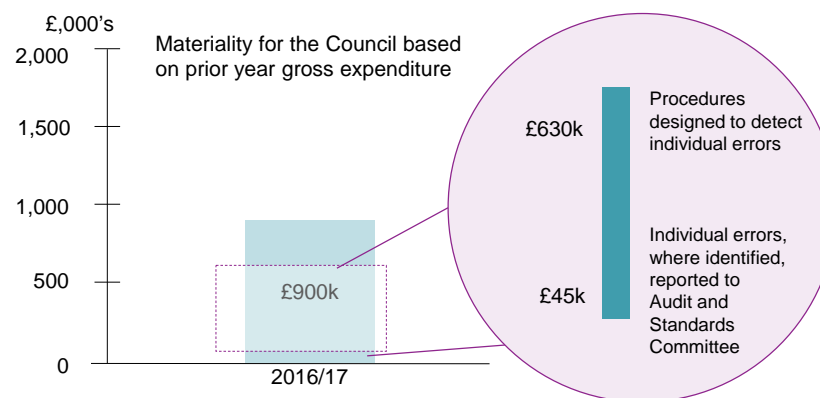 £,000's
2,000
1,500
1,000
500
0
Materiality for the Council based
on prior year gross expenditure
£900k
2016/17
£630k
Procedures
designed to detect
individual errors
£45k
Individual errors,
where identified,
reported to
Audit and
Standards
Committee